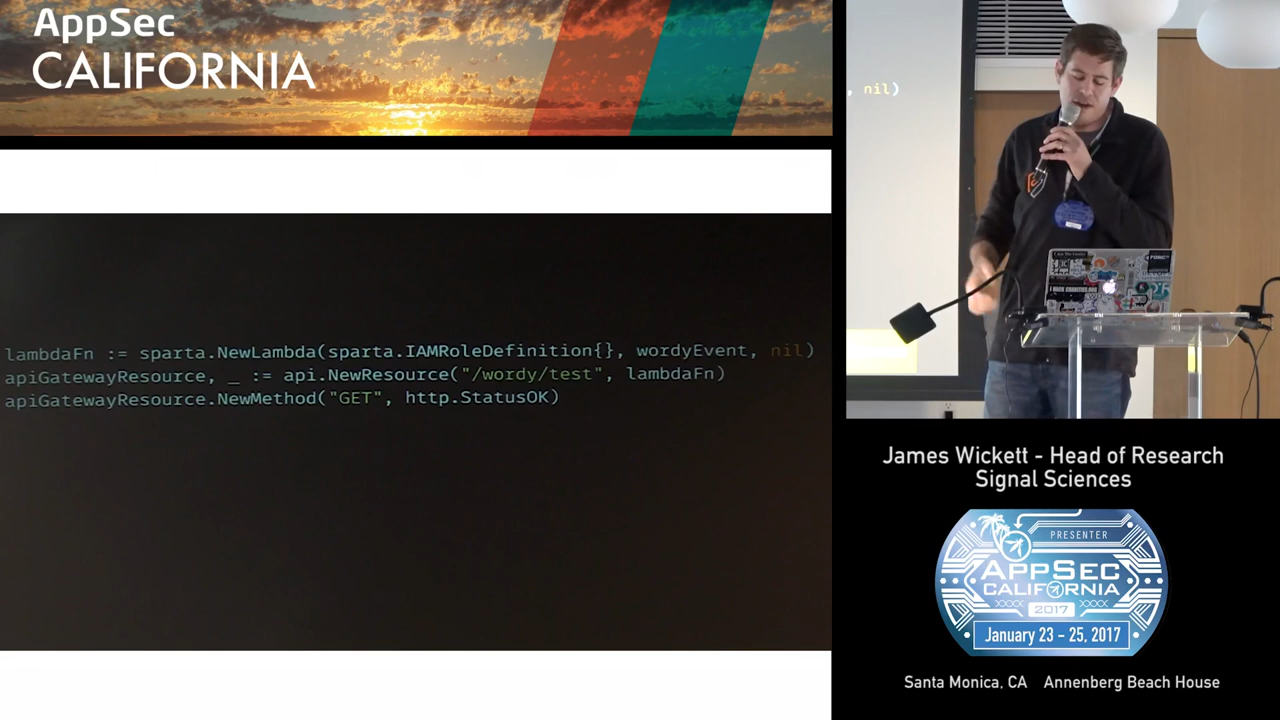 AppSec
CALIFORNIA
, nil)
lambdaFn := sparta.NewLambda(sparta.IAMRoleDefinition{}, wordyEvent, nil)
apiGatewayResource, _ := api.NewResource("/wordy/test", lambdaFn)
apiGatewayResource.NewMethod("GET", http.StatusOK)
James Wickett - Head of Research
Signal Sciences
PRESENTER
APPSEC
CALIFORNIA
2017
January 23 - 25, 2017
Santa Monica, CA Annenberg Beach House